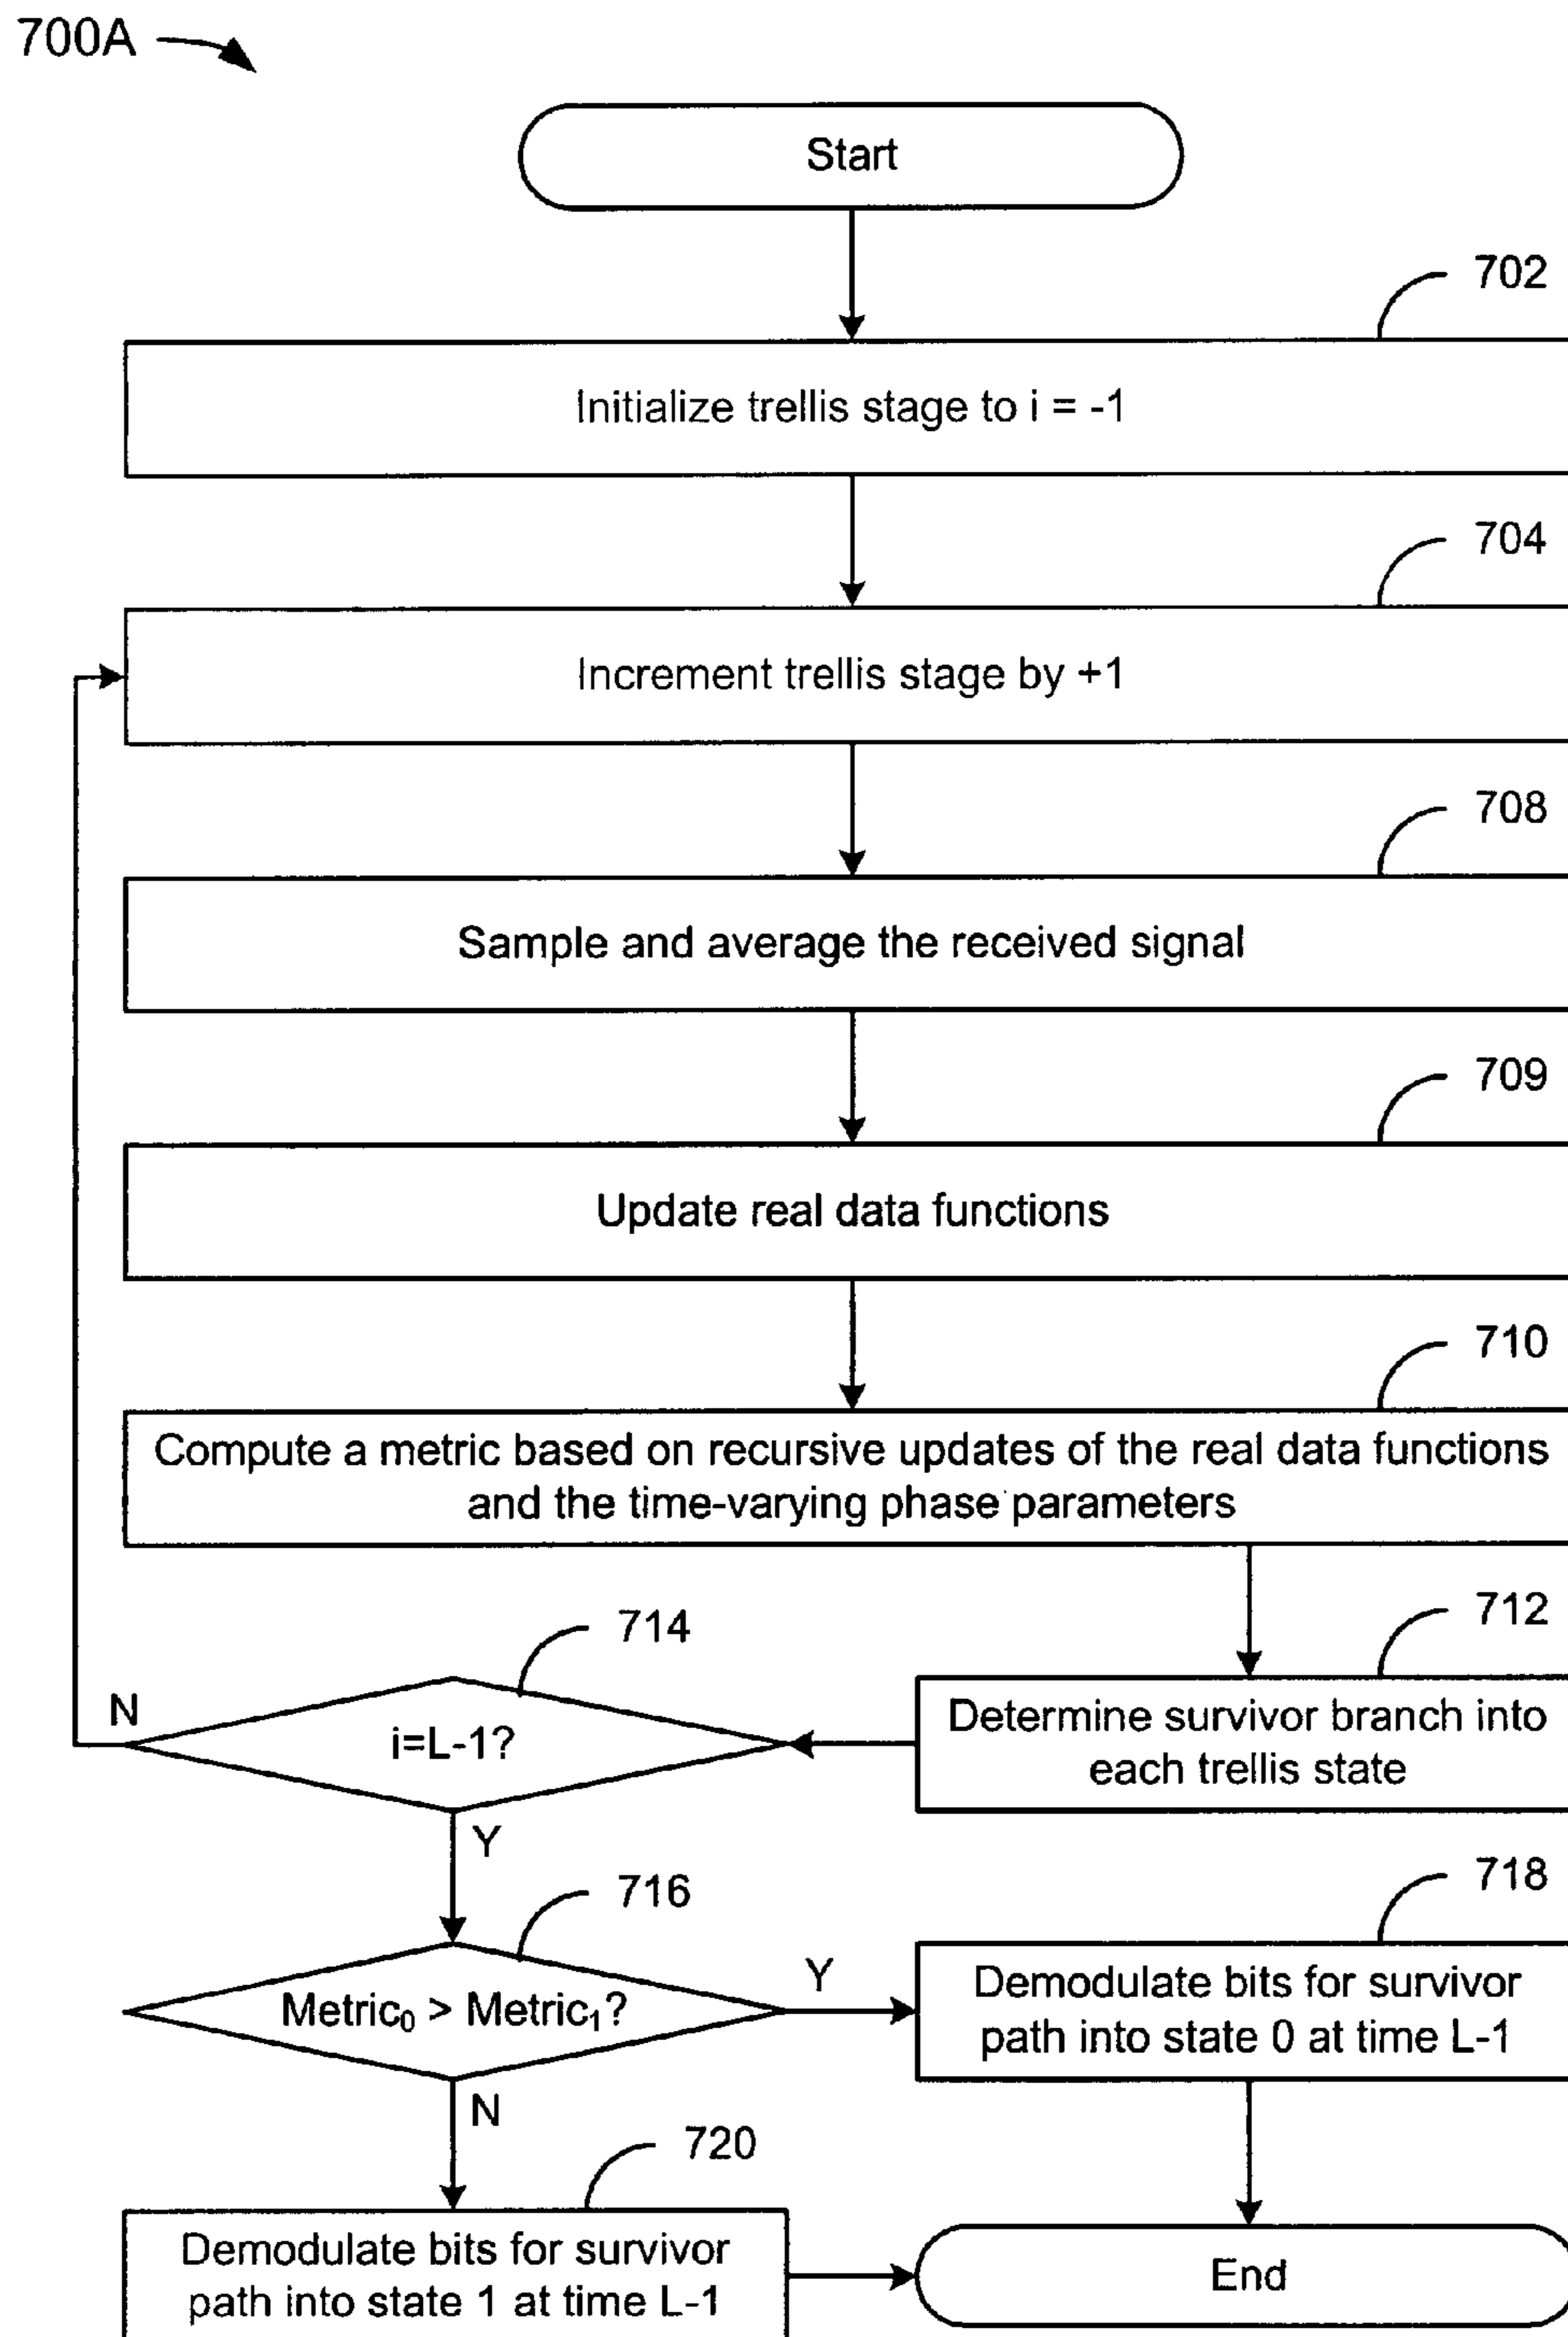 700A
Start
702
Initialize trellis stage to i = -1
704
Increment trellis stage by +1
708
Sample and average the received signal
709
Update real data functions
710
Compute a metric based on recursive updates of the real data functions
and the time-varying phase parameters
712
Determine survivor branch into
each trellis state
714
N
i=L-1?
Y
716
Metric₀ > Metric₁?
Y
718
Demodulate bits for survivor
path into state 0 at time L-1
N
720
Demodulate bits for survivor
path into state 1 at time L-1
End